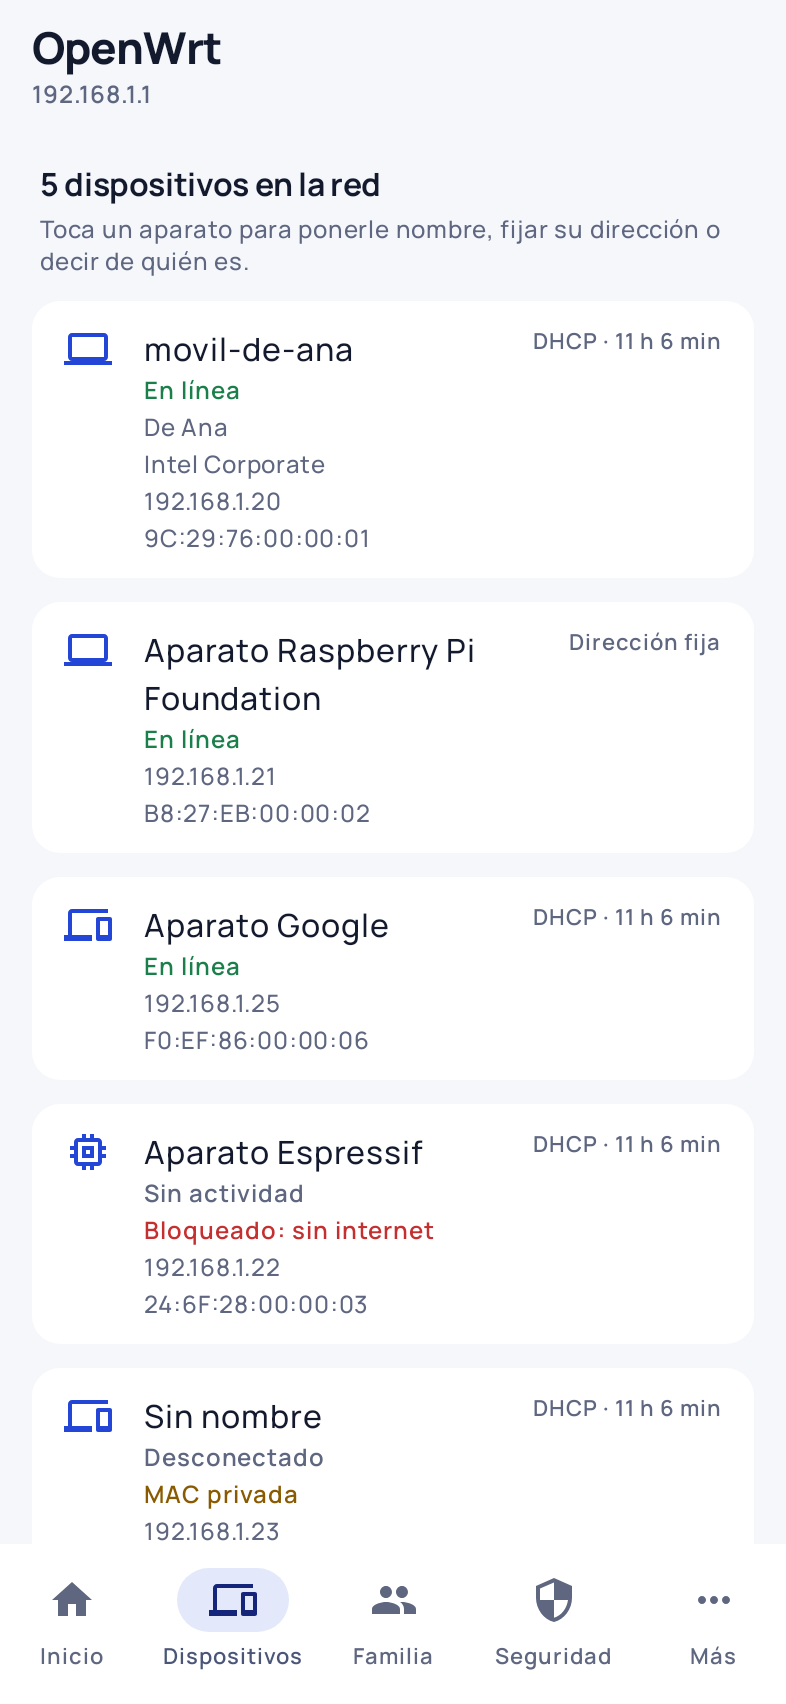 OpenWrt
192.168.1.1
5 dispositivos en la red
Toca un aparato para ponerle nombre, fijar su dirección o
decir de quién es.
movil-de-ana
DHCP · 11 h 6 min
En línea
De Ana
Intel Corporate
192.168.1.20
9C:29:76:00:00:01
Aparato Raspberry Pi
Foundation
Dirección fija
En línea
192.168.1.21
B8:27:EB:00:00:02
Aparato Google
DHCP · 11 h 6 min
En línea
192.168.1.25
F0:EF:86:00:00:06
Aparato Espressif
DHCP · 11 h 6 min
Sin actividad
Bloqueado: sin internet
192.168.1.22
24:6F:28:00:00:03
Sin nombre
DHCP · 11 h 6 min
Desconectado
MAC privada
192.168.1.23
Inicio
Dispositivos
Familia
Seguridad
Más